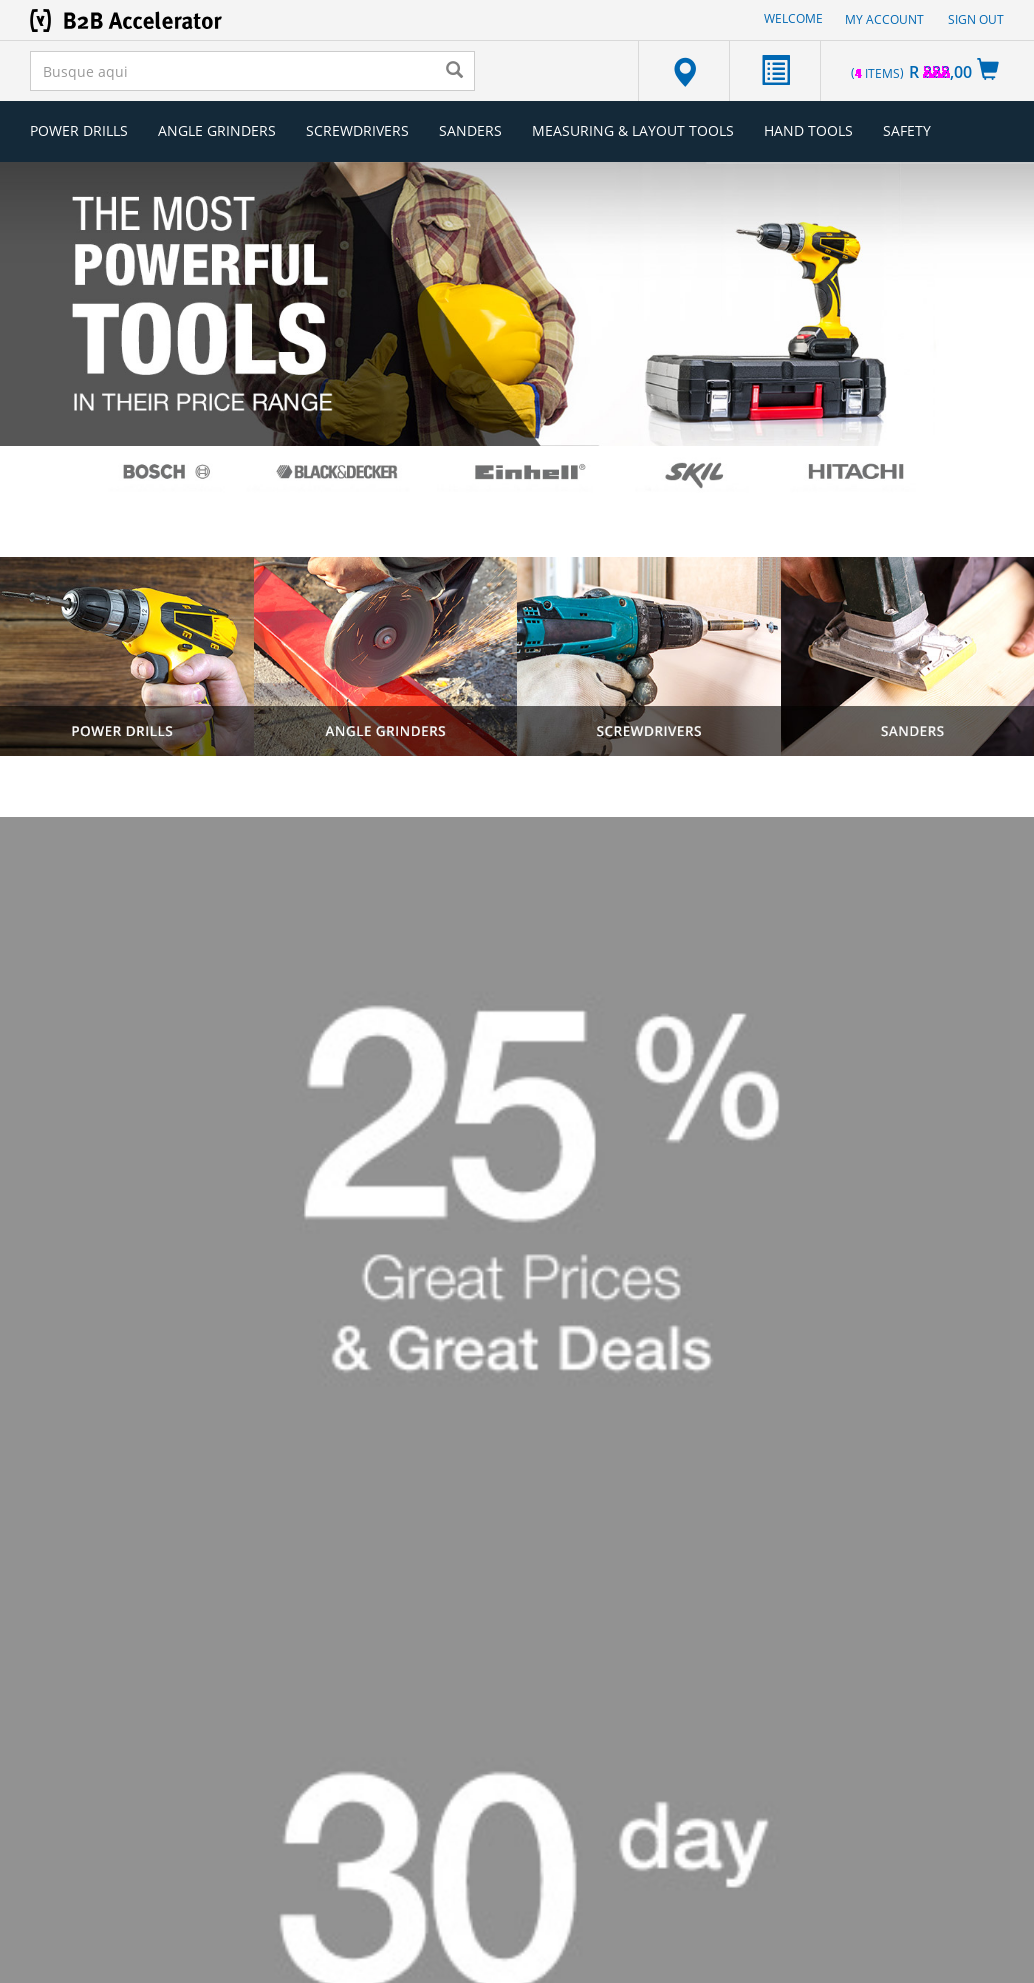 B2B Accelerator
WELCOME MY ACCOUNT SIGN OUT
Busque aqui
ITEMS) R ,00
POWER DRILLS ANGLE GRINDERS SCREWDRIVERS SANDERS MEASURING & LAYOUT TOOLS HAND TOOLS SAFETY
THE MOST
POWERFUL
TOOLS
IN THEIR PRICE RANGE
BOSCH BLACK&DECKER Einhell® SKIL HITACHI
POWER DRILLS ANGLE GRINDERS SCREWDRIVERS SANDERS
25 %
Great Prices
& Great Deals
30 day